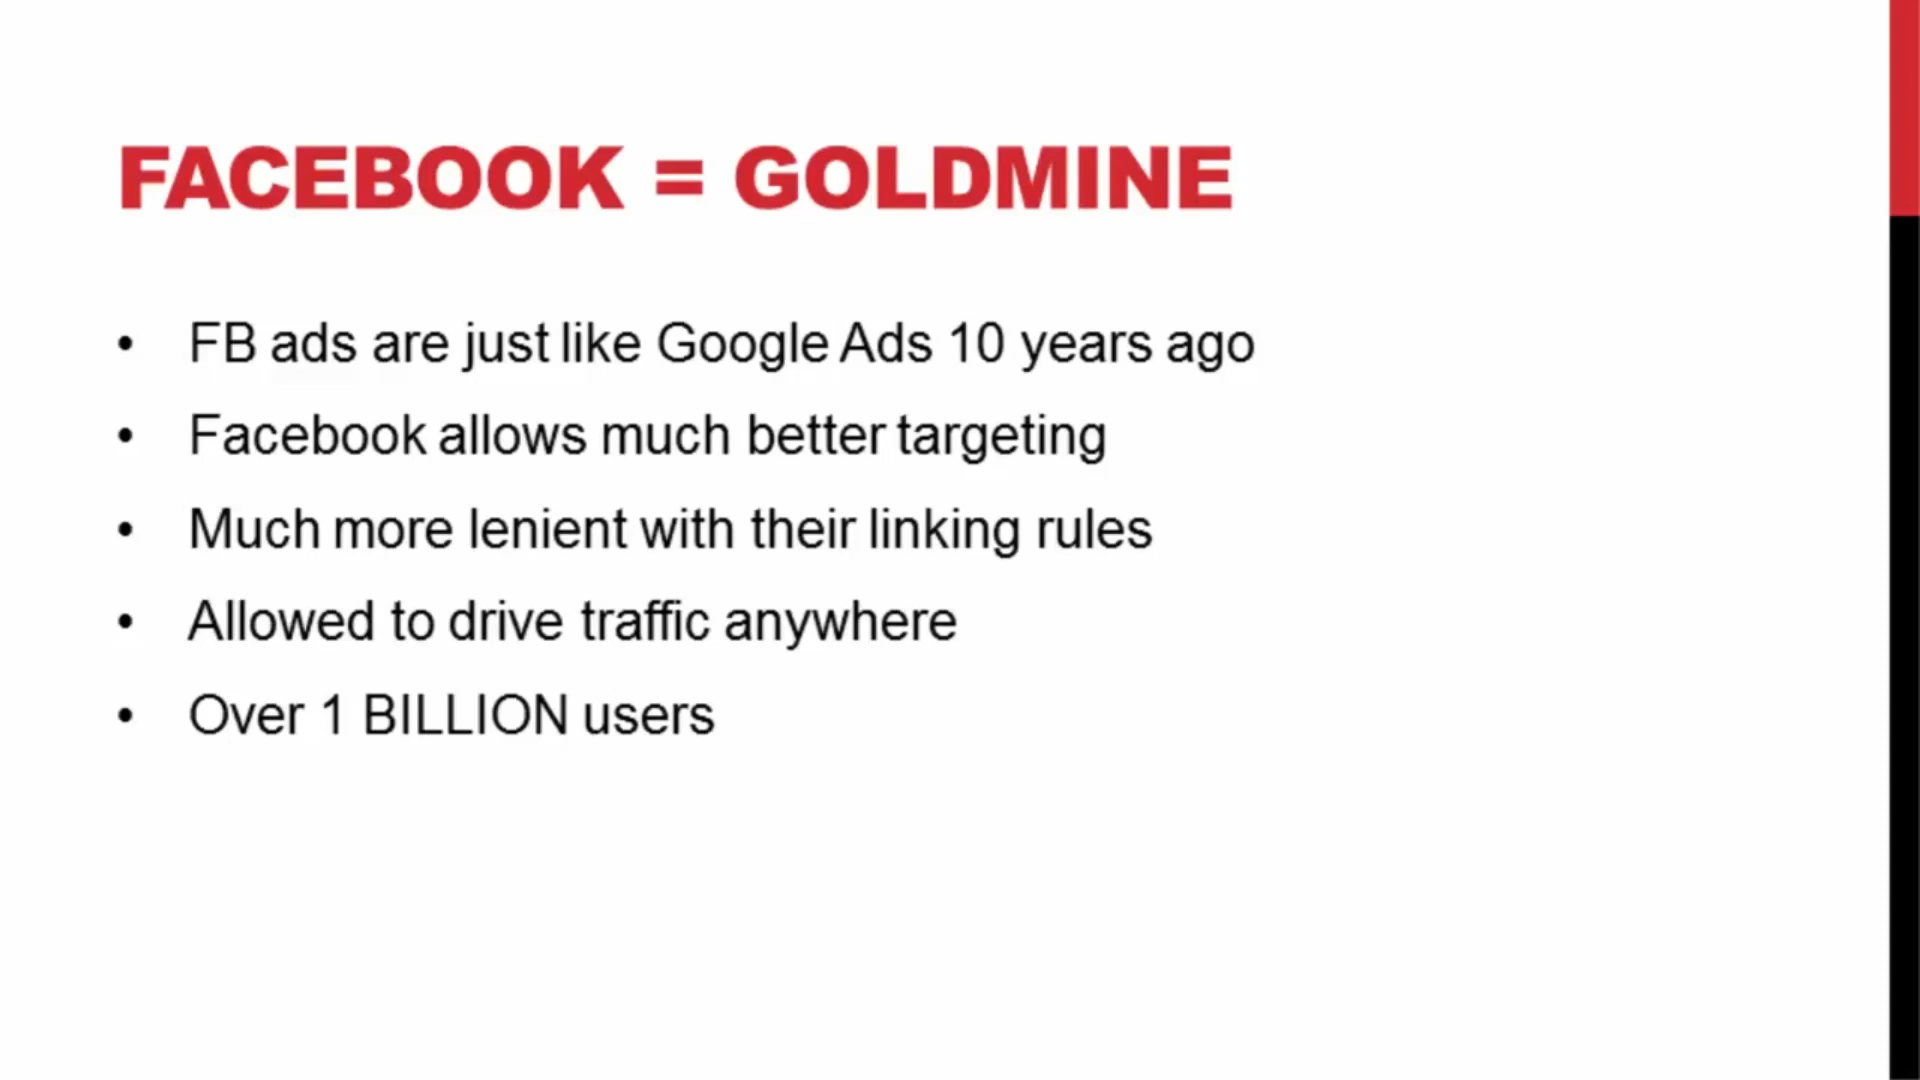 FACEBOOK = GOLDMINE
• FB ads are just like Google Ads 10 years ago
• Facebook allows much better targeting
• Much more lenient with their linking rules
• Allowed to drive traffic anywhere
• Over 1 BILLION users